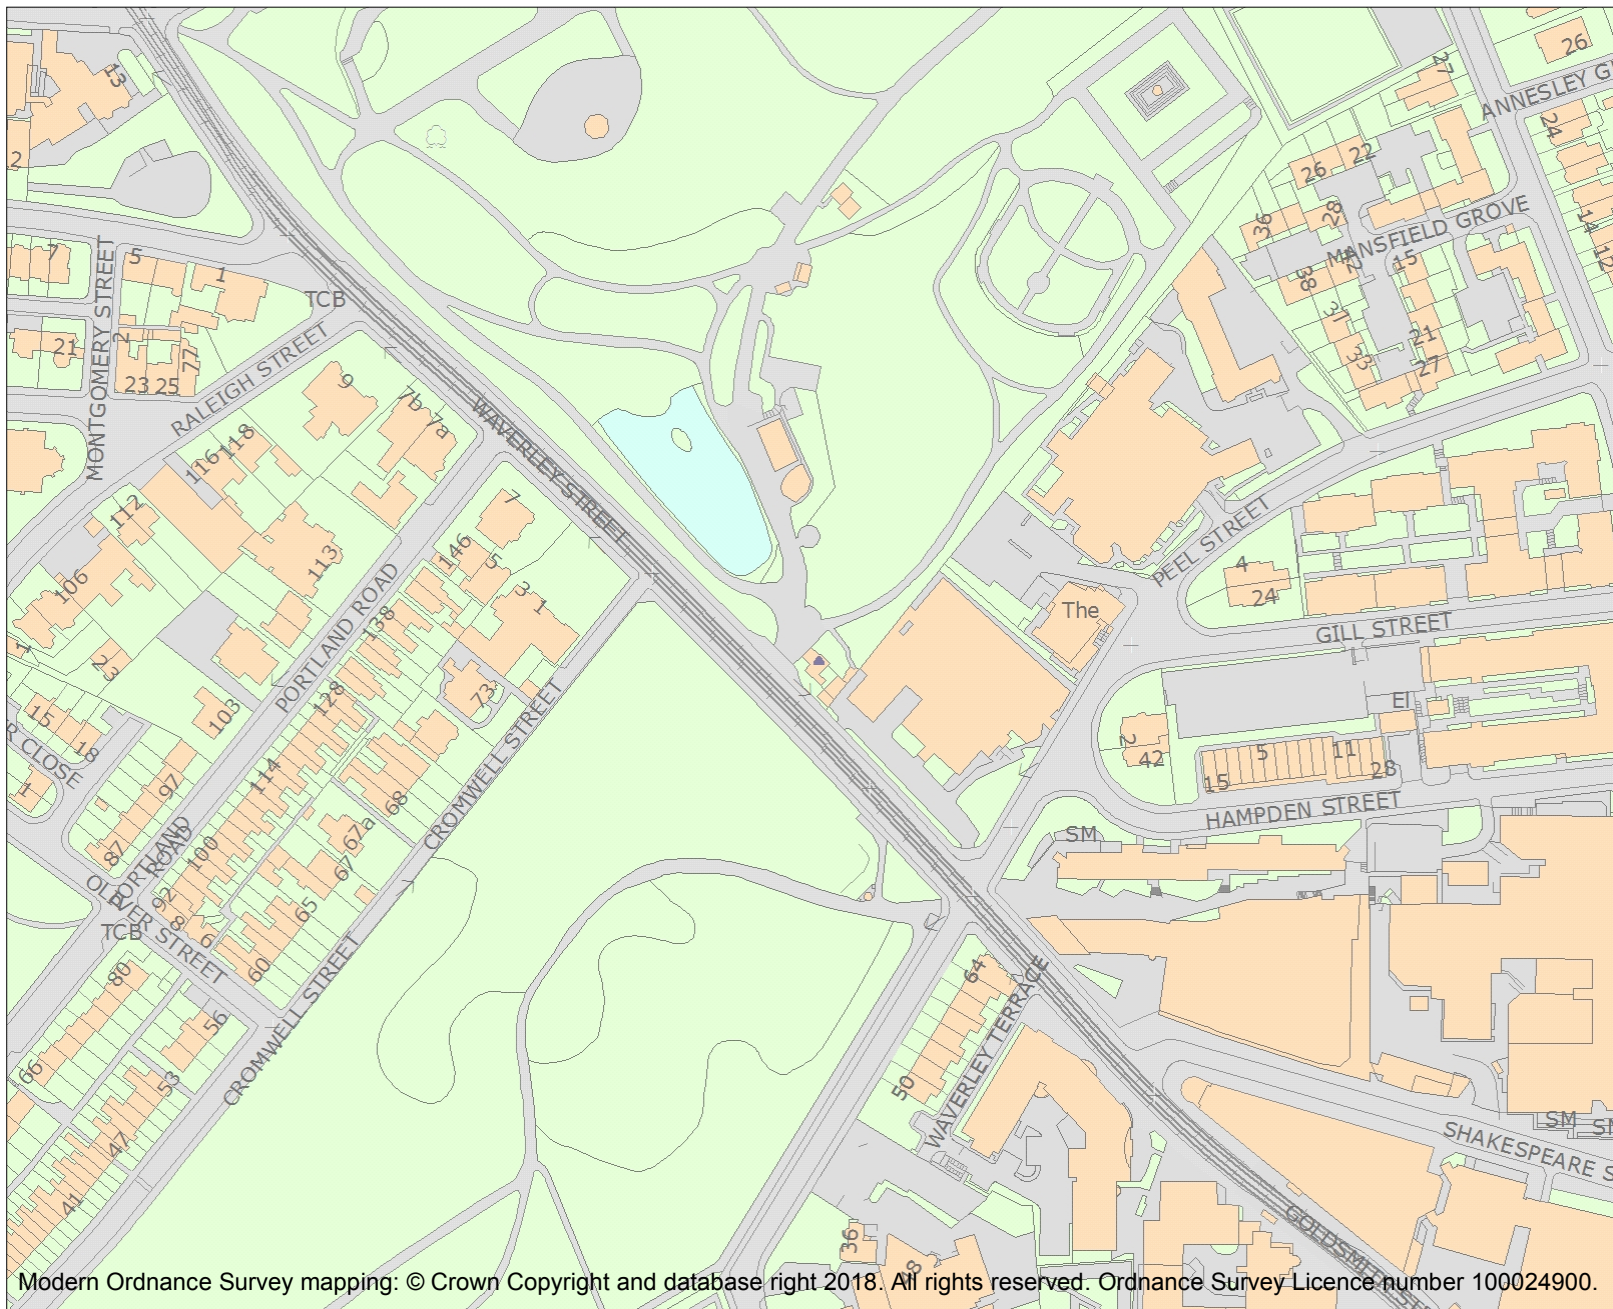 13
26
27
ANNESLEY G
24
2
22
26
28
36
14
MANSFIELD GROVE
12
7
5
1
MONTGOMERY STREET
TCB
15
38
37
2
21
77
21
33
27
23
25
RALEIGH STREET
9
7b
7a
WAVERLEY STREET
118
116
7
112
PEEL STREET
146
5
113
4
106
3
1
24
The
PORTLAND ROAD
138
GILL STREET
1
23
128
73
El
103
15
18
2
42
5
11
28
15
R CLOSE
1
CROMWELL STREET
114
97
68
HAMPDEN STREET
SM
67a
67
100
87
PORTLAND
ROAD
OLIVER STREET
92
8
6
65
TCB
60
64
80
WAVERLEY TERRACE
56
CROMWELL STREET
66
53
50
47
SM
SM
SHAKESPEARE S
41
36
48
GOLDSMITH STREET
Modern Ordnance Survey mapping: © Crown Copyright and database right 2018. All rights reserved. Ordnance Survey Licence number 100024900.